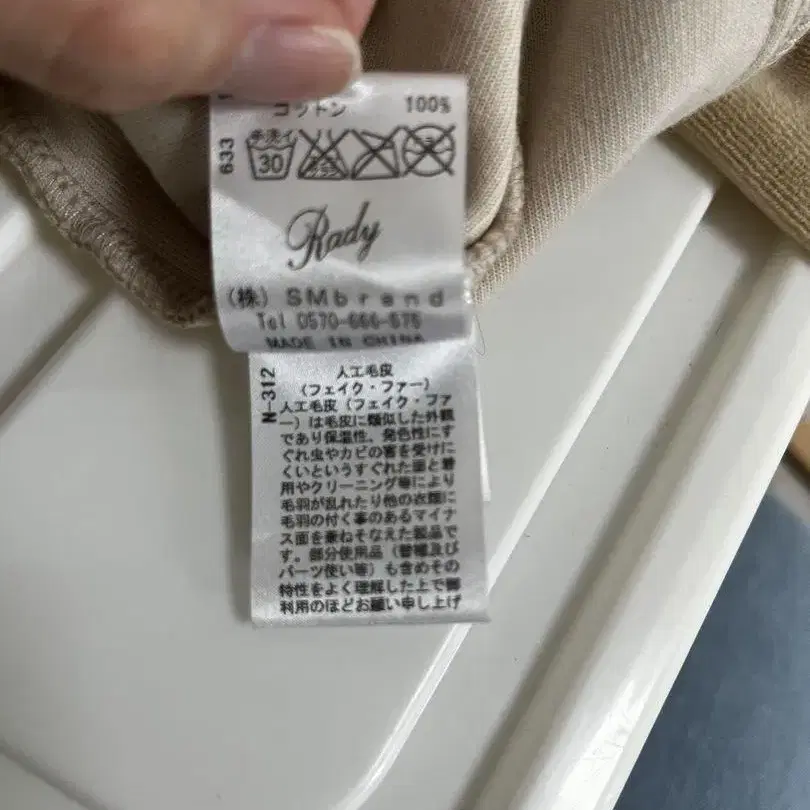 コットン 100%
633
手洗イ
30
Rady
(株) SMbrand
Tel 0570-666-676
MADE IN CHINA
N-312
人工毛皮
(フェイク・ファー)
人工毛皮(フェイク・ファ
ー)は毛皮に類似した外観
であり保温性、発色性にす
ぐれ虫やカビの害を受けに
くいというすぐれた面と着
用やクリーニング等により
毛羽が乱れたり他の衣類に
毛羽の付く事のあるマイナ
ス面を兼ねそなえた製品で
す。部分使用品(替襟及び
パーツ使い等)も含めその
特性をよく理解した上で御
利用のほどお願い申し上げ